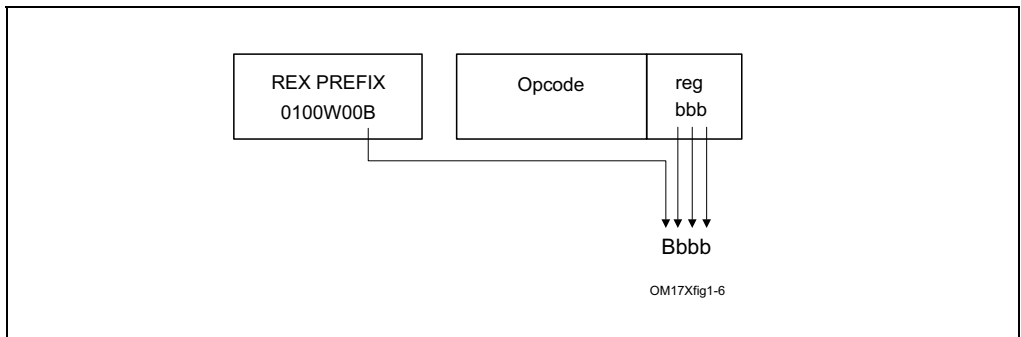 REX PREFIX
0100W00B
Opcode
reg
bbb
Bbbb
OM17Xfig1-6